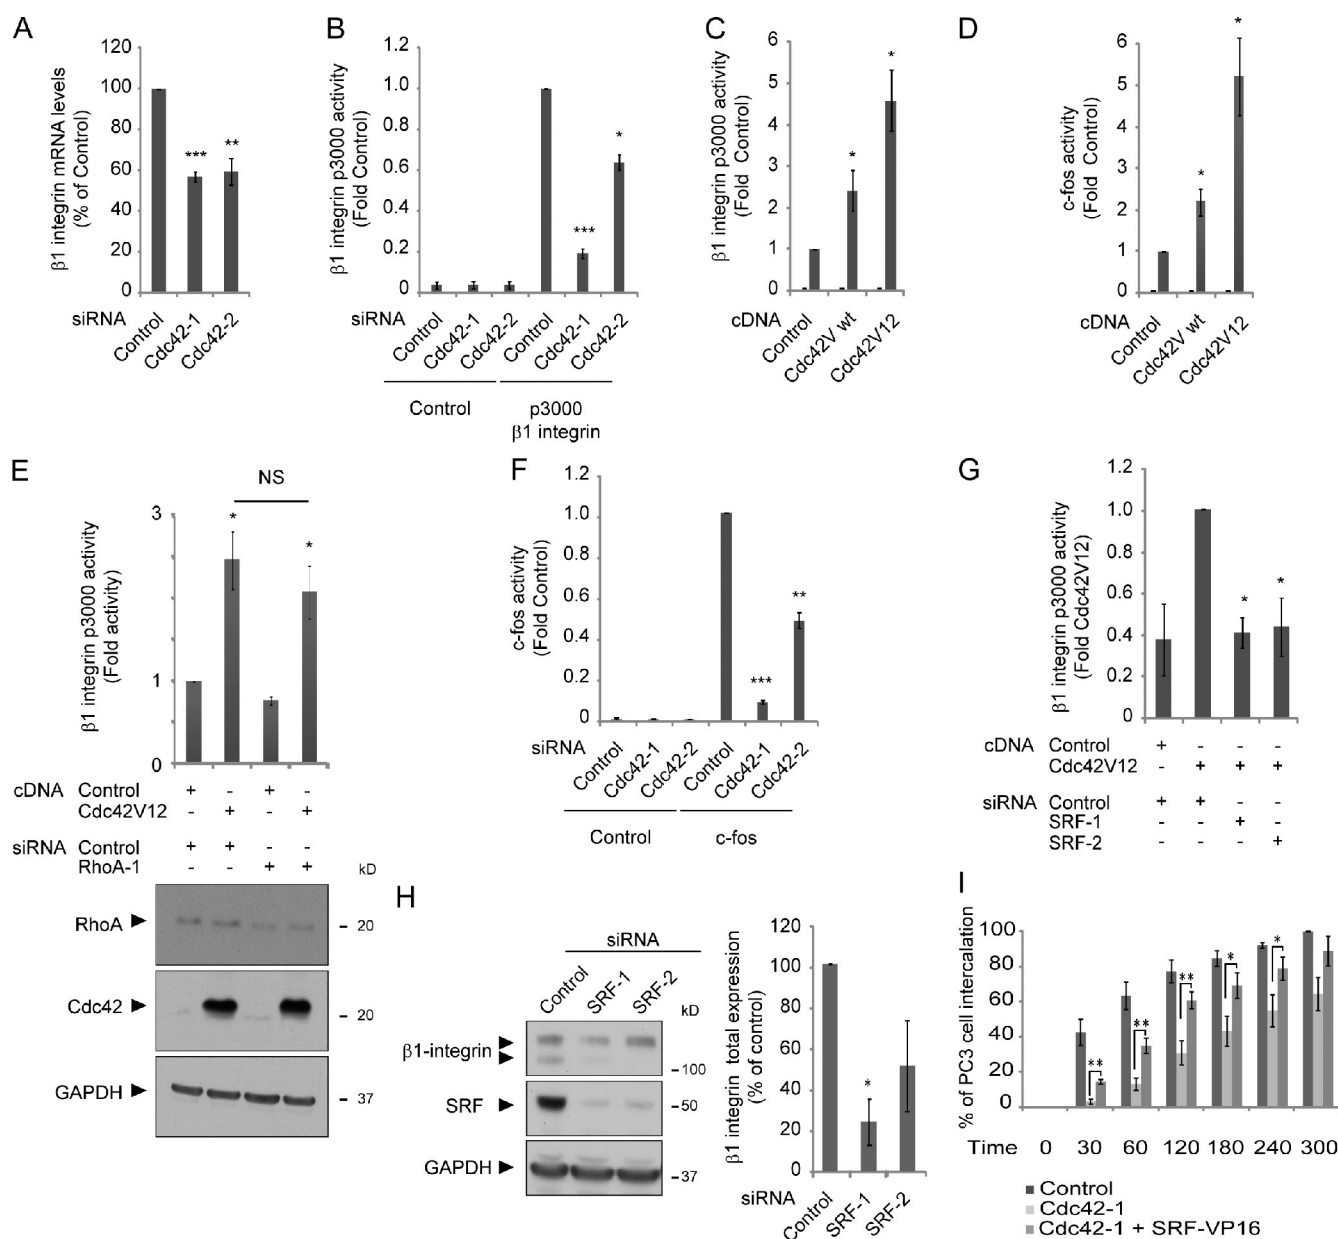 A
β1 integrin mRNA levels
(% of Control)
120
100
80
60
40
20
0
***
**
siRNA
Control
Cdc42-1
Cdc42-2
B
β1 integrin p3000 activity
(Fold Control)
1.2
1.0
0.8
0.6
0.4
0.2
0
***
*
siRNA
Control
Cdc42-1
Cdc42-2
Control
Cdc42-1
Cdc42-2
Control
p3000
β1 integrin
C
β1 integrin p3000 activity
(Fold Control)
6
5
4
3
2
1
0
*
*
cDNA
Control
Cdc42V wt
Cdc42V12
D
c-fos activity
(Fold Control)
6
5
4
3
2
1
0
*
*
cDNA
Control
Cdc42V wt
Cdc42V12
E
NS
β1 integrin p3000 activity
(Fold activity)
3
1
0
*
*
cDNA Control + - + -
Cdc42V12 - + - +
siRNA Control + + - -
RhoA-1 - - + +
kD
RhoA
- 20
Cdc42
- 20
GAPDH
- 37
F
c-fos activity
(Fold Control)
1.2
1.0
0.8
0.6
0.4
0.2
0
***
**
siRNA
Control
Cdc42-1
Cdc42-2
Control
Cdc42-1
Cdc42-2
Control
c-fos
G
β1 integrin p3000 activity
(Fold Cdc42V12)
1.2
1.0
0.8
0.6
0.4
0.2
0
*
*
cDNA Control + - - -
Cdc42V12 - + + +
siRNA Control + + - -
SRF-1 - - + -
SRF-2 - - - +
H
siRNA
Control
SRF-1
SRF-2
kD
β1-integrin
-100
SRF
-50
GAPDH
-37
β1 integrin total expression
(% of control)
120
100
80
60
40
20
0
*
siRNA
Control
SRF-1
SRF-2
I
% of PC3 cell intercalation
100
80
60
40
20
0
**
**
**
*
*
Time 0 30 60 120 180 240 300
Control
Cdc42-1
Cdc42-1 + SRF-VP16